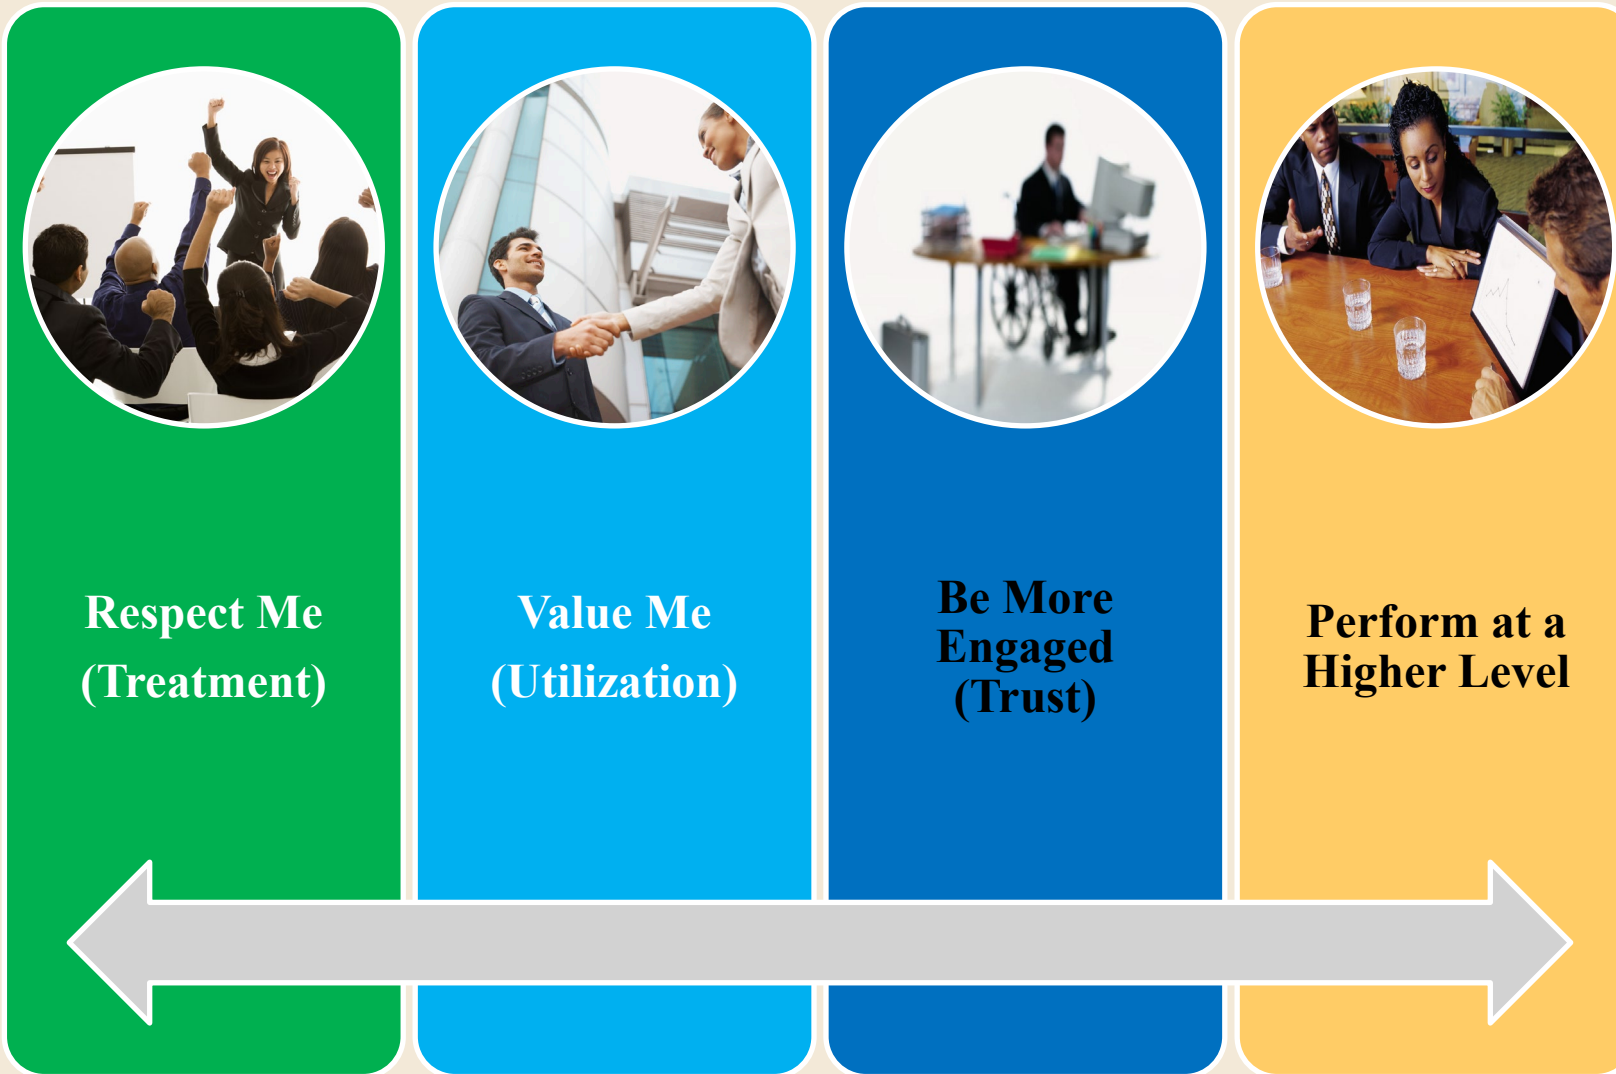 Respect Me
(Treatment)
Value Me
(Utilization)
Be More
Engaged
(Trust)
Perform at a
Higher Level